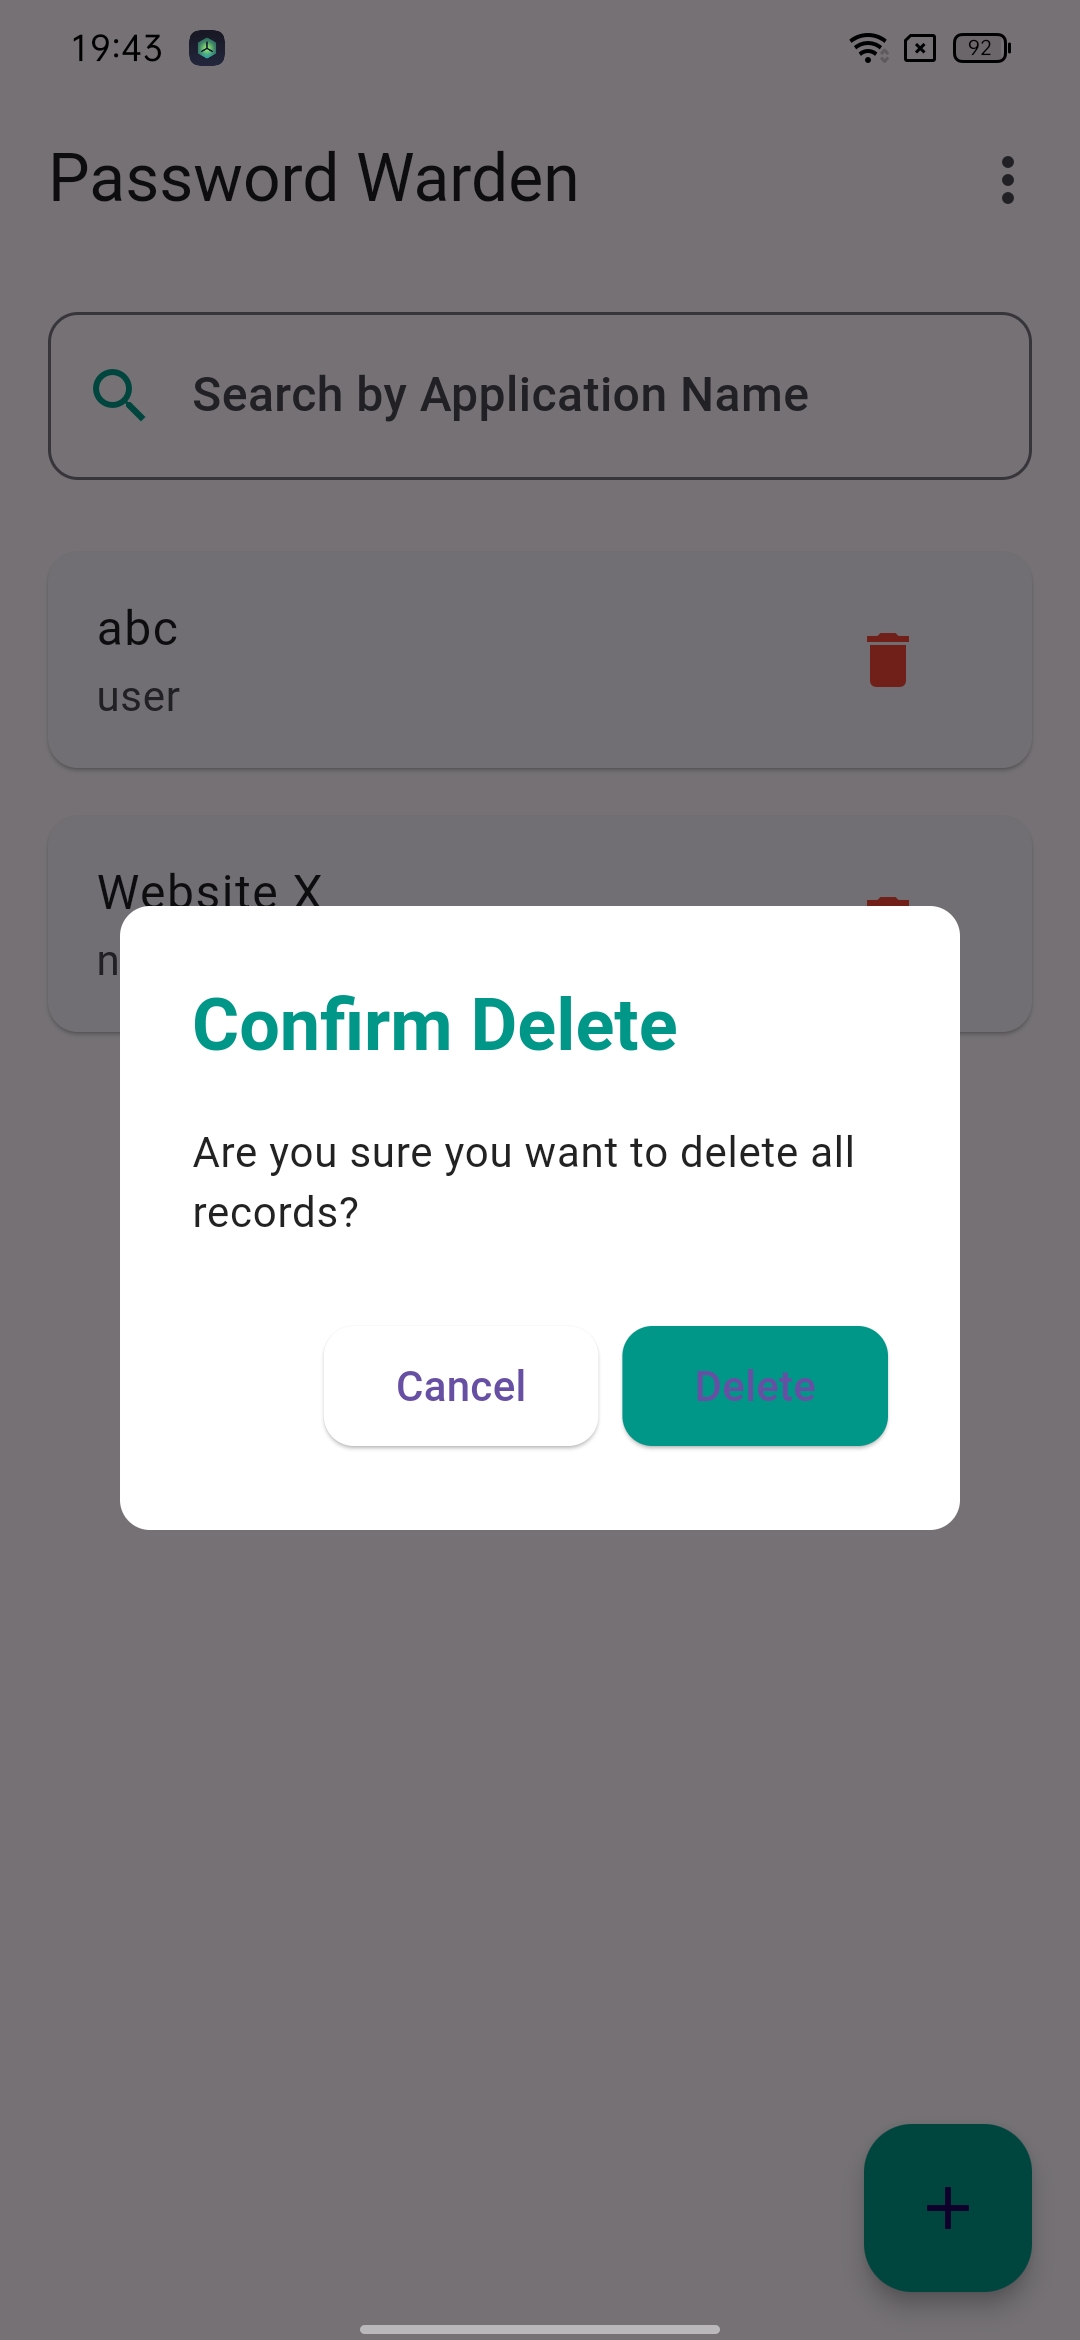 19:43
92
Password Warden
Search by Application Name
abc
user
Website X
Confirm Delete
Are you sure you want to delete all
records?
Cancel
Delete